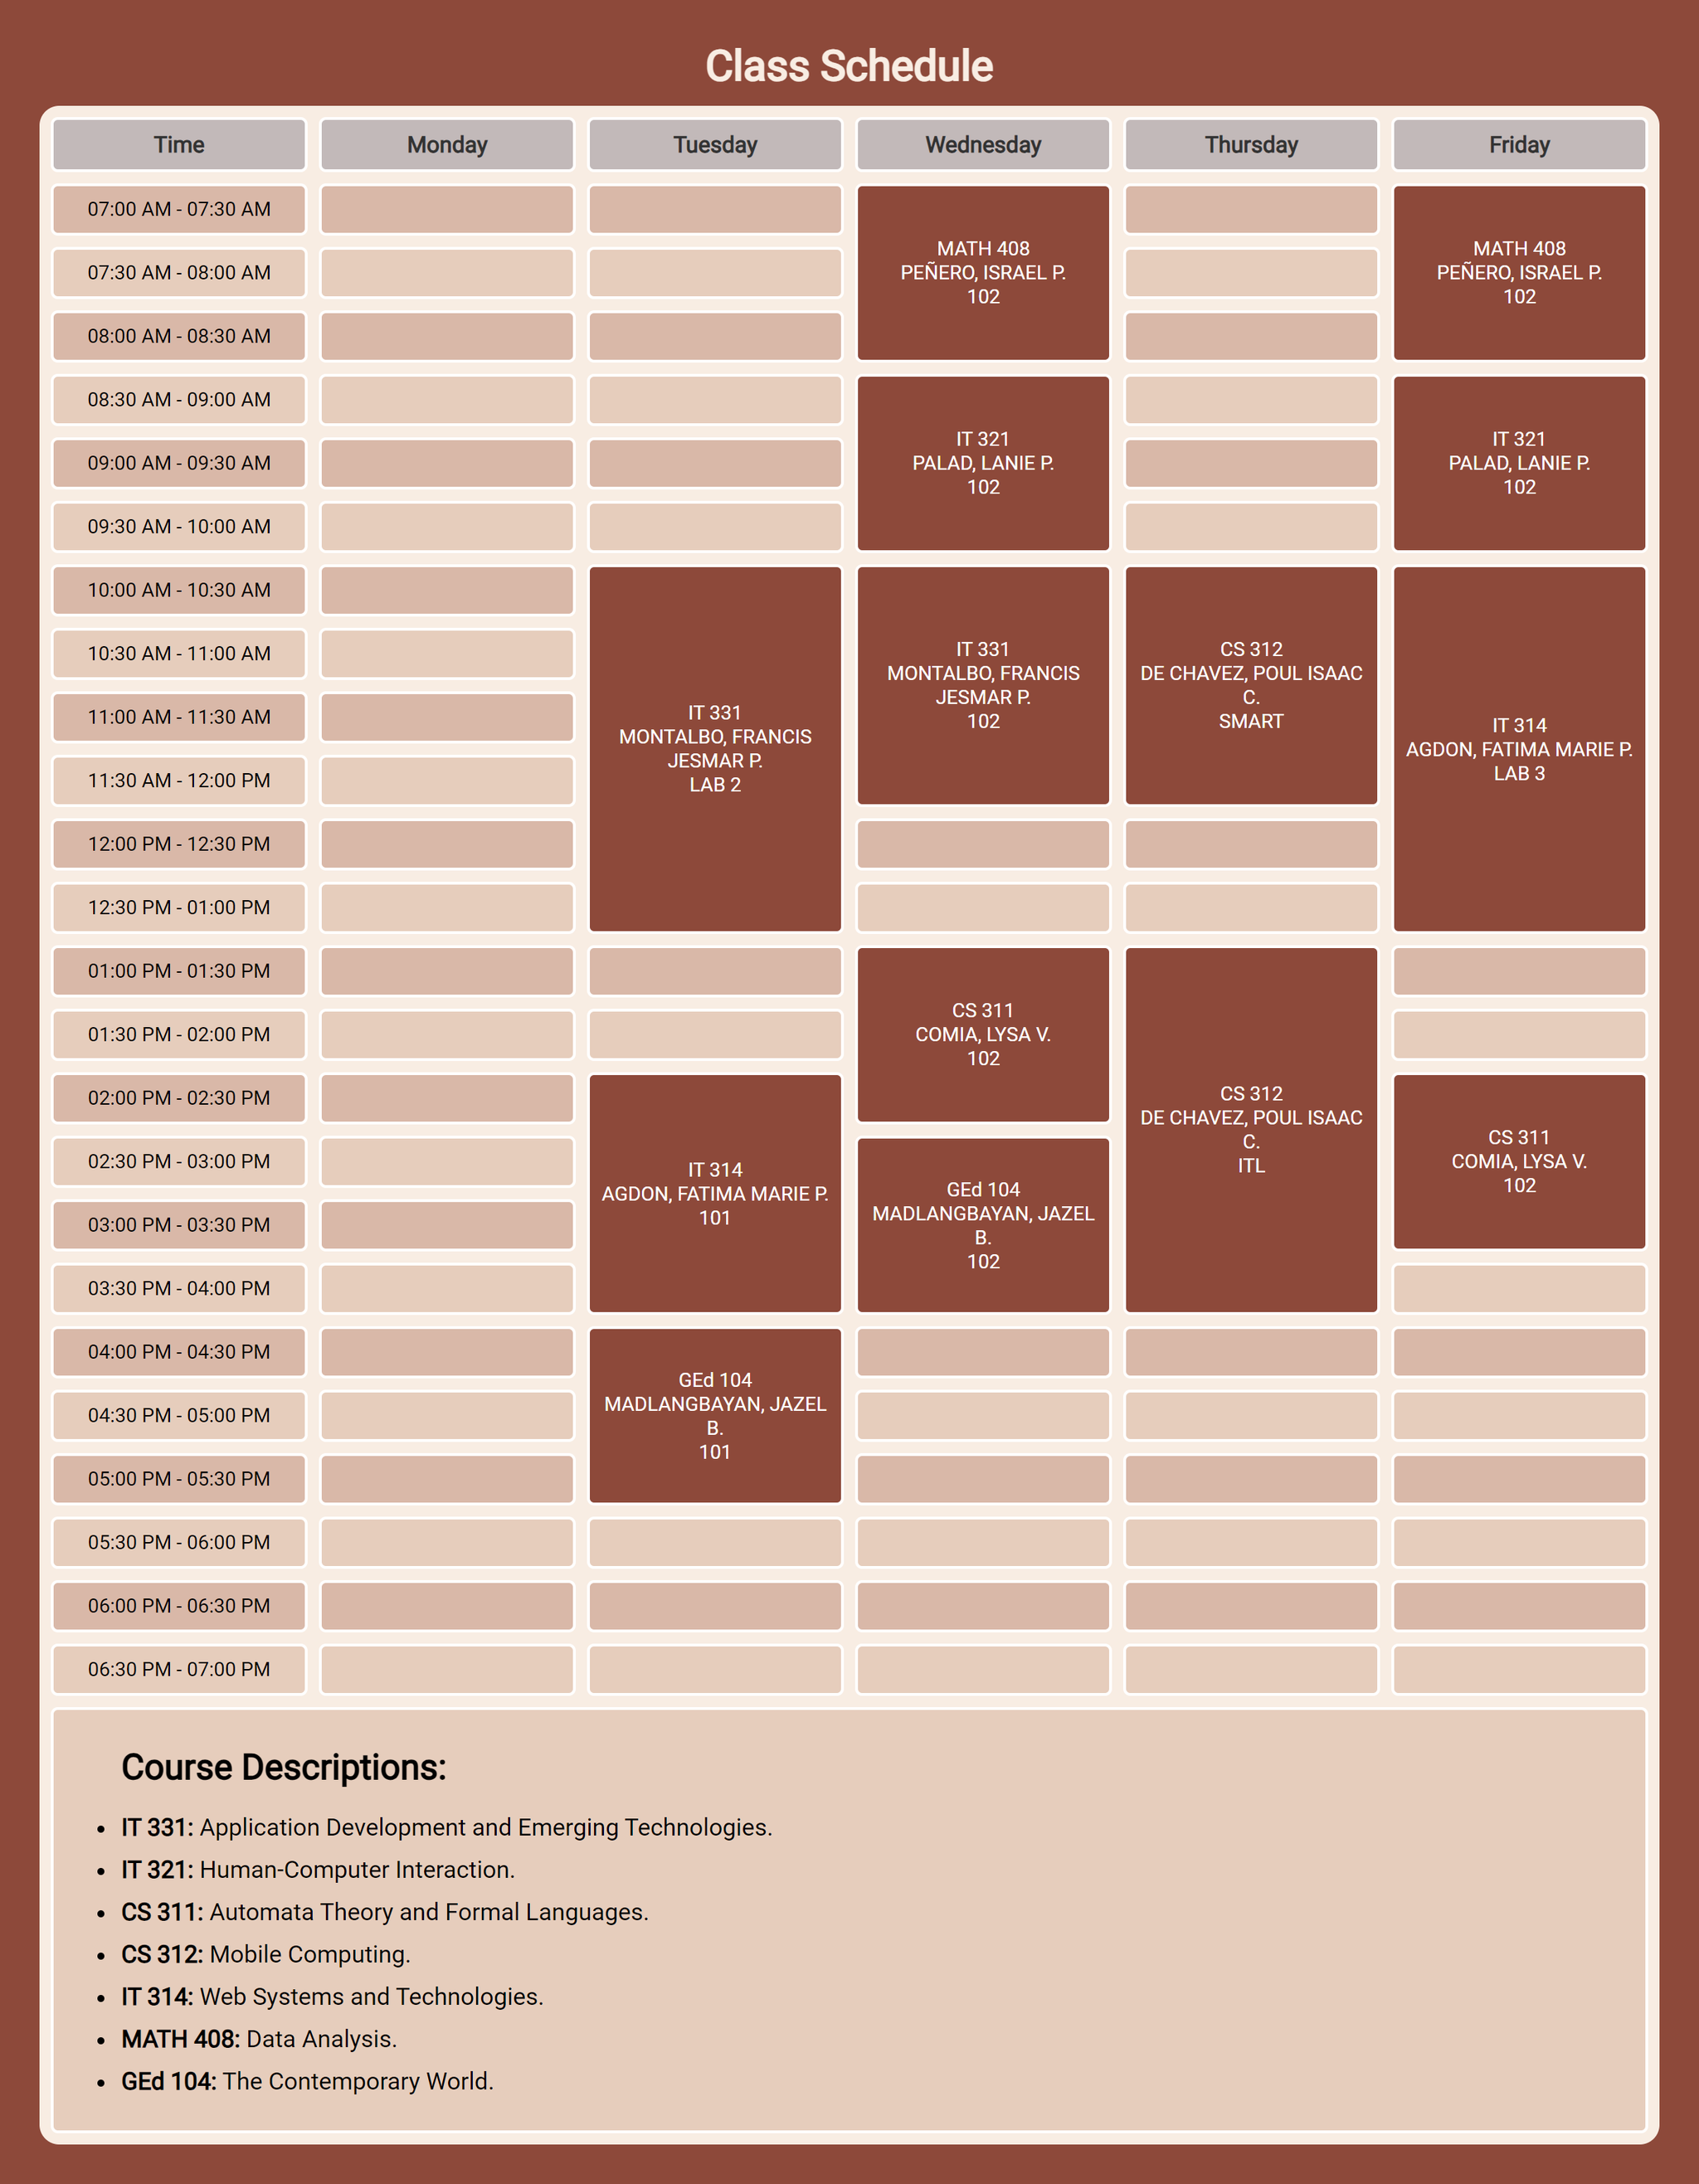 Class Schedule
Time Monday Tuesday Wednesday Thursday Friday
07:00 AM - 07:30 AM
07:30 AM - 08:00 AM
08:00 AM - 08:30 AM
MATH 408
PEÑERO, ISRAEL P.
102
MATH 408
PEÑERO, ISRAEL P.
102
08:30 AM - 09:00 AM
09:00 AM - 09:30 AM
09:30 AM - 10:00 AM
IT 321
PALAD, LANIE P.
102
IT 321
PALAD, LANIE P.
102
10:00 AM - 10:30 AM
10:30 AM - 11:00 AM
11:00 AM - 11:30 AM
11:30 AM - 12:00 PM
12:00 PM - 12:30 PM
12:30 PM - 01:00 PM
IT 331
MONTALBO, FRANCIS
JESMAR P.
LAB 2
IT 331
MONTALBO, FRANCIS
JESMAR P.
102
CS 312
DE CHAVEZ, POUL ISAAC
C.
SMART
IT 314
AGDON, FATIMA MARIE P.
LAB 3
01:00 PM - 01:30 PM
01:30 PM - 02:00 PM
02:00 PM - 02:30 PM
02:30 PM - 03:00 PM
03:00 PM - 03:30 PM
03:30 PM - 04:00 PM
CS 311
COMIA, LYSA V.
102
CS 312
DE CHAVEZ, POUL ISAAC
C.
ITL
IT 314
AGDON, FATIMA MARIE P.
101
GEd 104
MADLANGBAYAN, JAZEL
B.
102
CS 311
COMIA, LYSA V.
102
04:00 PM - 04:30 PM
04:30 PM - 05:00 PM
05:00 PM - 05:30 PM
GEd 104
MADLANGBAYAN, JAZEL
B.
101
05:30 PM - 06:00 PM
06:00 PM - 06:30 PM
06:30 PM - 07:00 PM
Course Descriptions:
• IT 331: Application Development and Emerging Technologies.
• IT 321: Human-Computer Interaction.
• CS 311: Automata Theory and Formal Languages.
• CS 312: Mobile Computing.
• IT 314: Web Systems and Technologies.
• MATH 408: Data Analysis.
• GEd 104: The Contemporary World.